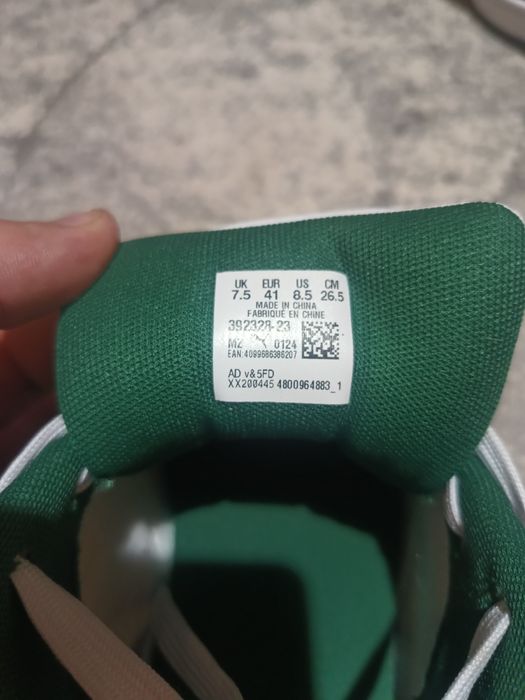 UK EUR US CM
7.5 41 8.5 26.5
MADE IN CHINA
FABRIQUÉ EN CHINE
392328-23
0124
EAN: 4099686386207
AD v&5FD
XX200445 4800964883_1